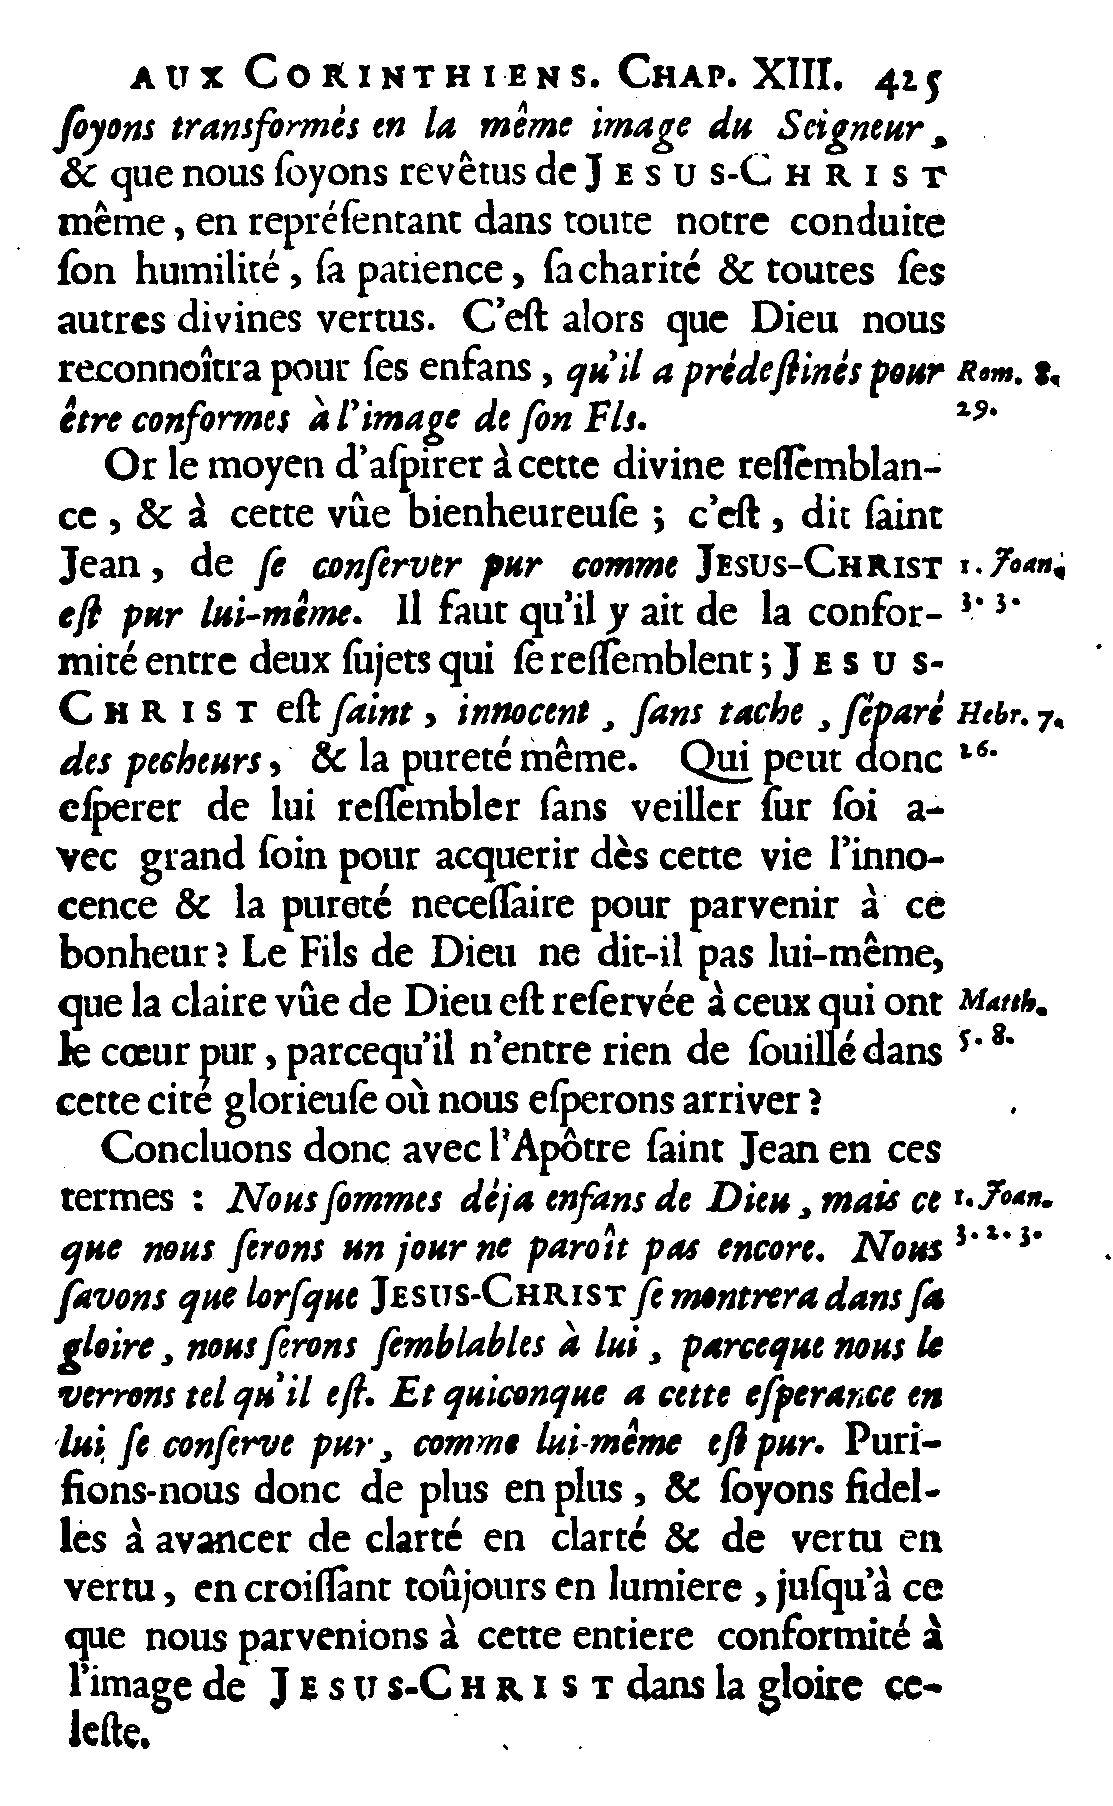 AUX CORINTHIENS. CHAP. XIII. 425
ſoyons transformés en la même image du Seigneur,
& que nous ſoyons revêtus de JESUS-CHRIST
même, en repréſentant dans toute notre conduite
ſon humilité, ſa patience, ſa charité & toutes ſes
autres divines vertus. C'eſt alors que Dieu nous
reconnoîtra pour ſes enfans, qu'il a prédeſtinés pour Rom. 8.
être conformes à l'image de ſon Fls. 29.
Or le moyen d'aſpirer à cette divine reſſemblan-
ce, & à cette vûe bienheureuſe ; c'eſt, dit ſaint
Jean, de ſe conſerver pur comme JESUS-CHRIST 1. Joan.
eſt pur lui-même. Il faut qu'il y ait de la confor- 3. 3.
mité entre deux ſujets qui ſe reſſemblent ; JESUS-
CHRIST eſt ſaint, innocent, ſans tache, ſéparé Hebr. 7.
des pecheurs, & la pureté même. Qui peut donc 26.
eſperer de lui reſſembler ſans veiller ſur ſoi a-
vec grand ſoin pour acquerir dès cette vie l'inno-
cence & la pureté neceſſaire pour parvenir à ce
bonheur ? Le Fils de Dieu ne dit-il pas lui-même,
que la claire vûe de Dieu eſt reſervée à ceux qui ont Matth.
le cœur pur, parcequ'il n'entre rien de ſouillé dans 5. 8.
cette cité glorieuſe où nous eſperons arriver ?
Concluons donc avec l'Apôtre ſaint Jean en ces
termes : Nous ſommes déja enfans de Dieu, mais ce 1. Joan.
que nous ſerons un jour ne paroît pas encore. Nous 3. 2. 3.
ſavons que lorſque JESUS-CHRIST ſe montrera dans ſa
gloire, nous ſerons ſemblables à lui, parceque nous le
verrons tel qu'il eſt. Et quiconque a cette eſperance en
lui ſe conſerve pur, comme lui-même eſt pur. Puri-
fions-nous donc de plus en plus, & ſoyons fidel-
les à avancer de clarté en clarté & de vertu en
vertu, en croiſſant toûjours en lumiere, juſqu'à ce
que nous parvenions à cette entiere conformité à
l'image de JESUS-CHRIST dans la gloire ce-
leſte.